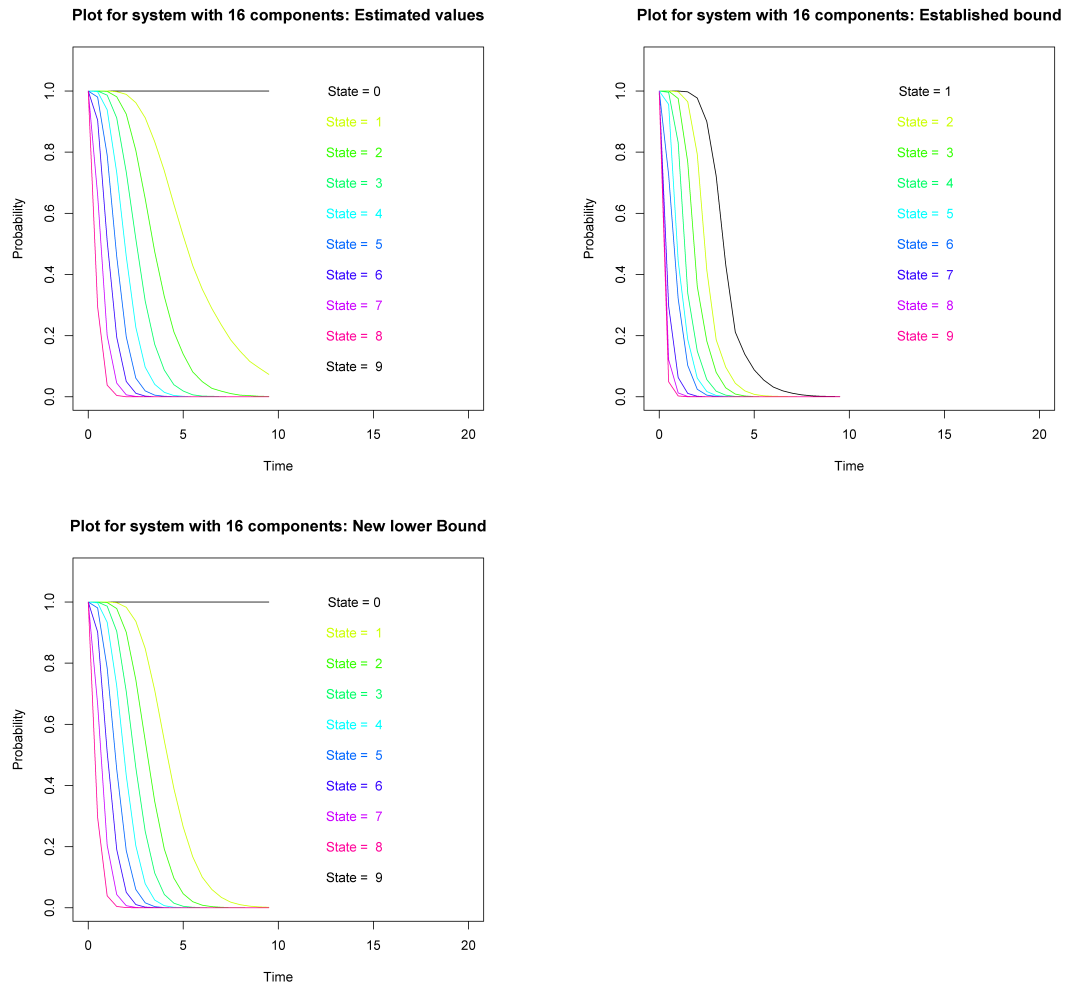 Plot for system with 16 components: Estimated values
Probability
1.0
0.8
0.6
0.4
0.2
0.0
State = 0
State = 1
State = 2
State = 3
State = 4
State = 5
State = 6
State = 7
State = 8
State = 9
0 5 10 15 20
Time
Plot for system with 16 components: Established bound
Probability
1.0
0.8
0.6
0.4
0.2
0.0
State = 1
State = 2
State = 3
State = 4
State = 5
State = 6
State = 7
State = 8
State = 9
0 5 10 15 20
Time
Plot for system with 16 components: New lower Bound
Probability
1.0
0.8
0.6
0.4
0.2
0.0
State = 0
State = 1
State = 2
State = 3
State = 4
State = 5
State = 6
State = 7
State = 8
State = 9
0 5 10 15 20
Time